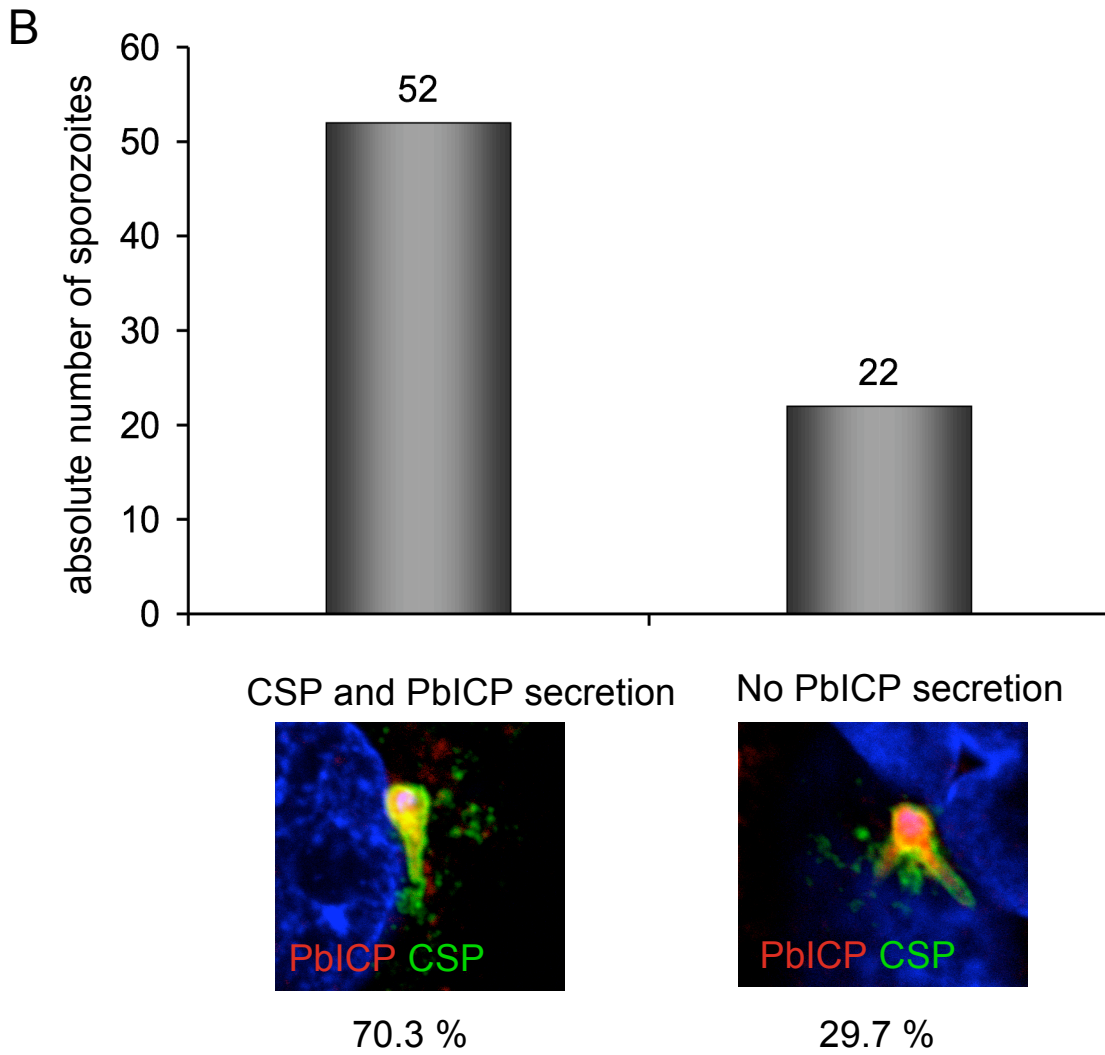 B
absolute number of sporozoites
60
50
40
30
20
10
0
52
22
CSP and PbICP secretion
No PbICP secretion
PbICP CSP
PbICP CSP
70.3 %
29.7 %